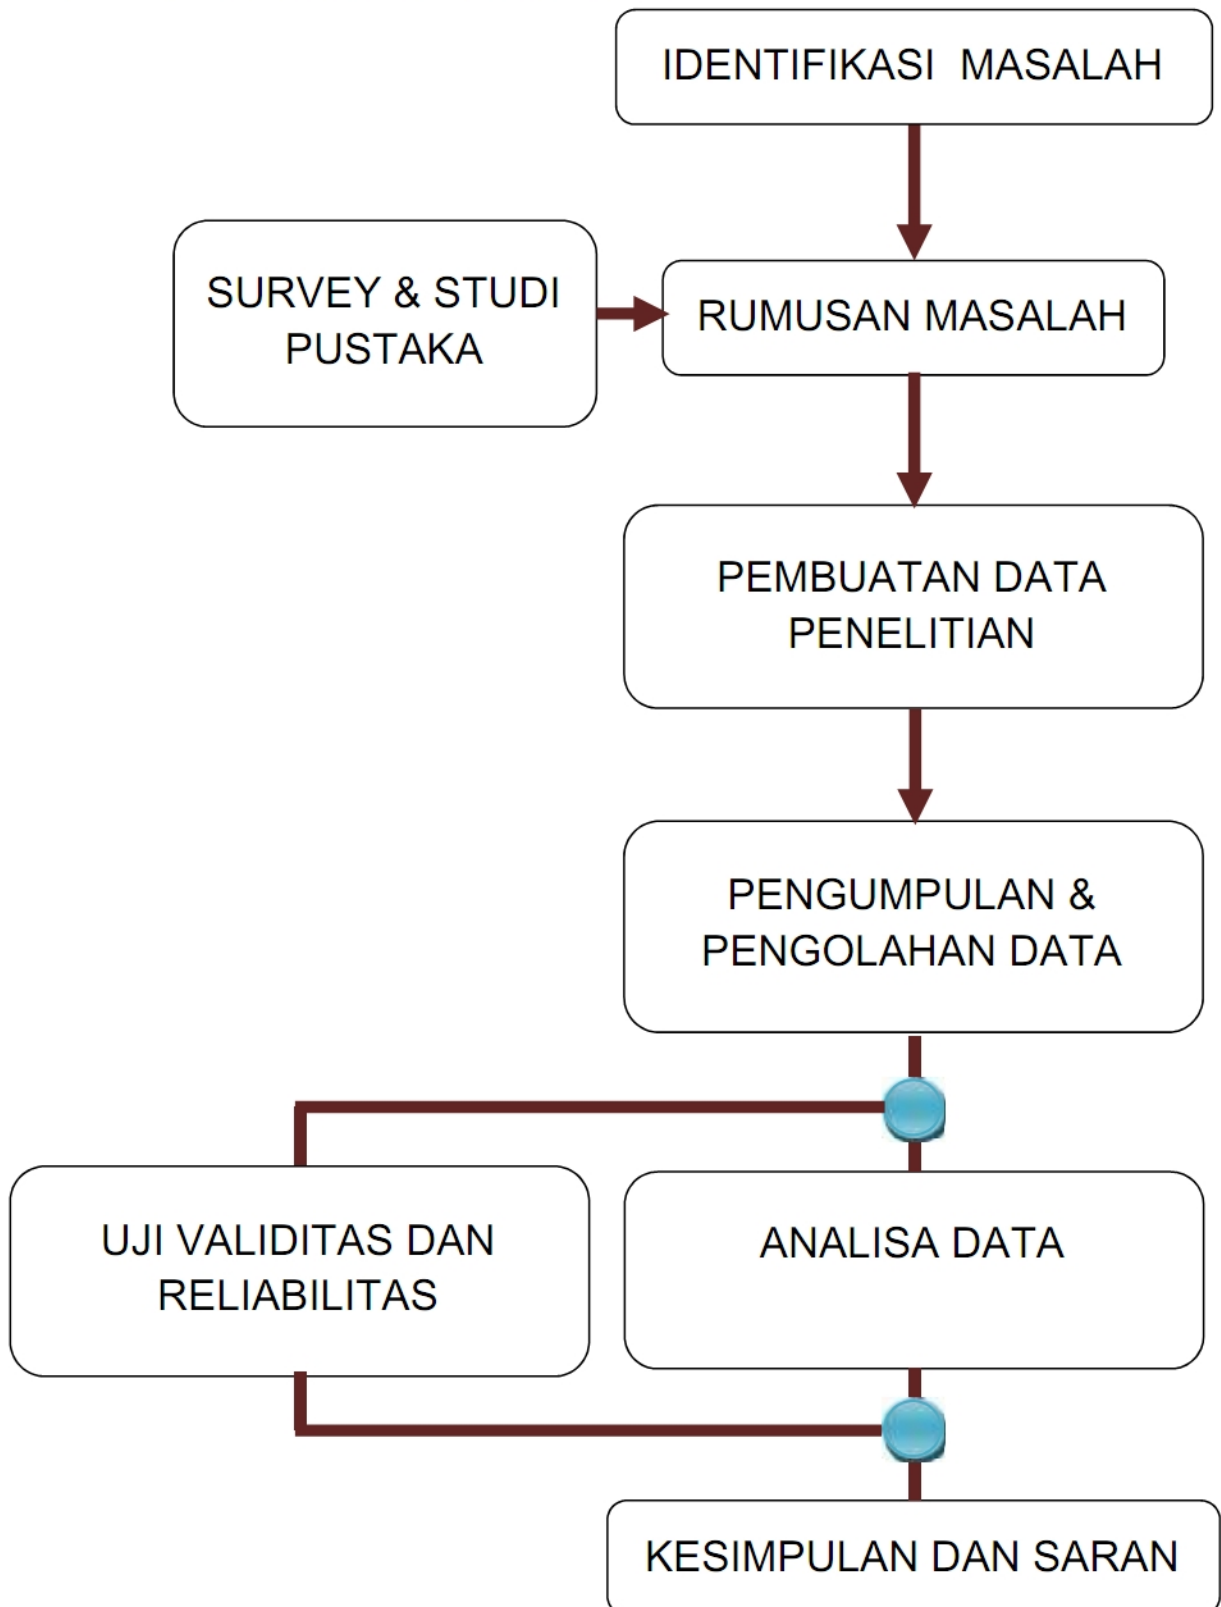 IDENTIFIKASI  MASALAH
SURVEY & STUDI
PUSTAKA
RUMUSAN MASALAH
PEMBUATAN DATA
PENELITIAN
PENGUMPULAN &
PENGOLAHAN DATA
UJI VALIDITAS DAN
RELIABILITAS
ANALISA DATA
KESIMPULAN DAN SARAN